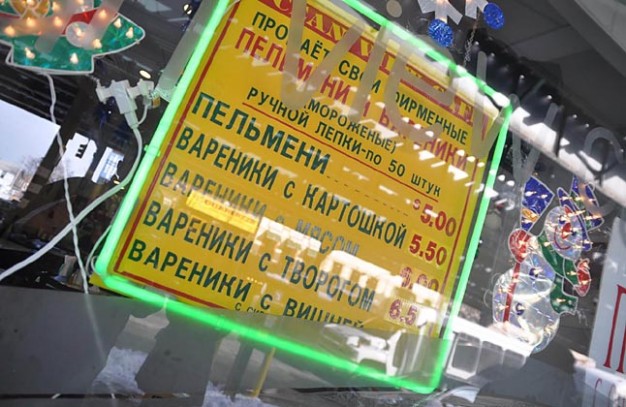 ПРОДАЁТ СВОИ ФИРМЕННЫЕ
ПЕЛЬМЕНИ И ВАРЕНИКИ
(МОРОЖЕНЫЕ)
РУЧНОЙ ЛЕПКИ-ПО 50 ШТУК
ПЕЛЬМЕНИ $5.00
ВАРЕНИКИ С КАРТОШКОЙ 5.50
ВАРЕНИКИ С МЯСОМ
ВАРЕНИКИ С ТВОРОГОМ 6.5
ВАРЕНИКИ С ВИШНЕЙ